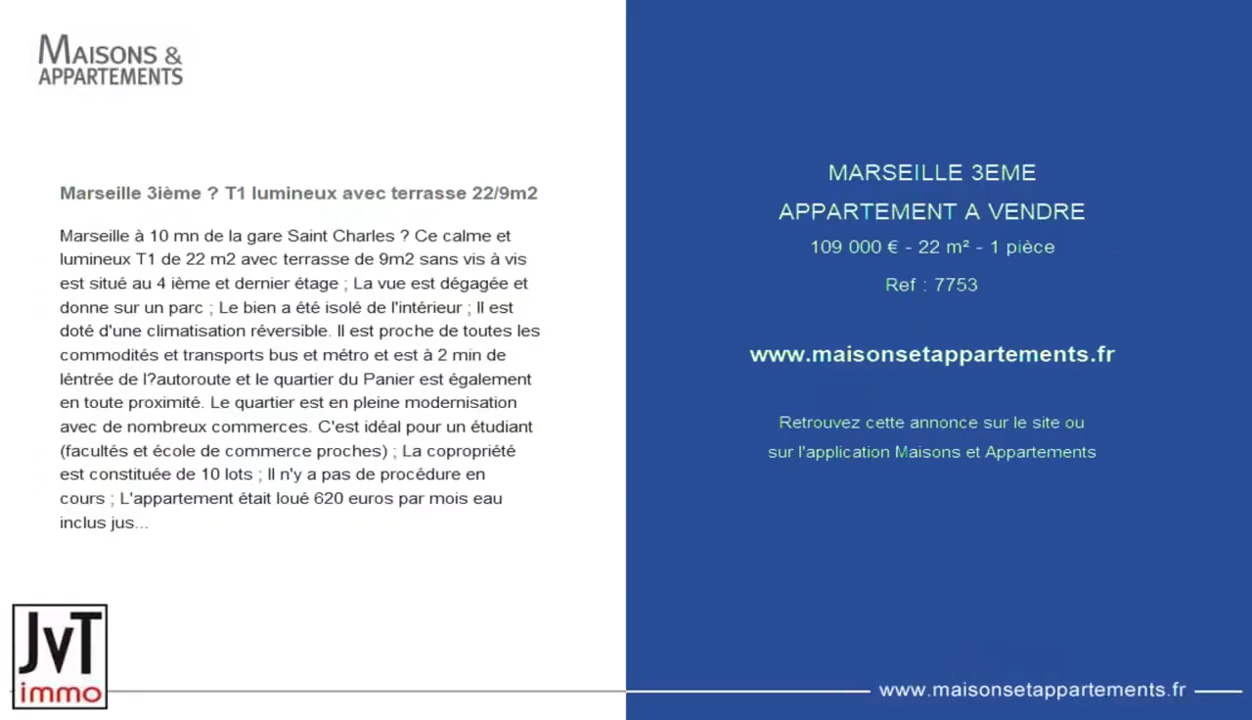 MAISONS &
APPARTEMENTS
Marseille 3ième ? T1 lumineux avec terrasse 22/9m2
Marseille à 10 mn de la gare Saint Charles ? Ce calme et
lumineux T1 de 22 m2 avec terrasse de 9m2 sans vis à vis
est situé au 4 ième et dernier étage ; La vue est dégagée et
donne sur un parc ; Le bien a été isolé de l'intérieur ; Il est
doté d'une climatisation réversible. Il est proche de toutes les
commodités et transports bus et métro et est à 2 min de
léntrée de l?autoroute et le quartier du Panier est également
en toute proximité. Le quartier est en pleine modernisation
avec de nombreux commerces. C'est idéal pour un étudiant
(facultés et école de commerce proches) ; La copropriété
est constituée de 10 lots ; Il n'y a pas de procédure en
cours ; L'appartement était loué 620 euros par mois eau
inclus jus...
JvT
immo
MARSEILLE 3EME
APPARTEMENT A VENDRE
109 000 € - 22 m² - 1 pièce
Ref : 7753
www.maisonsetappartements.fr
Retrouvez cette annonce sur le site ou
sur l'application Maisons et Appartements
www.maisonsetappartements.fr